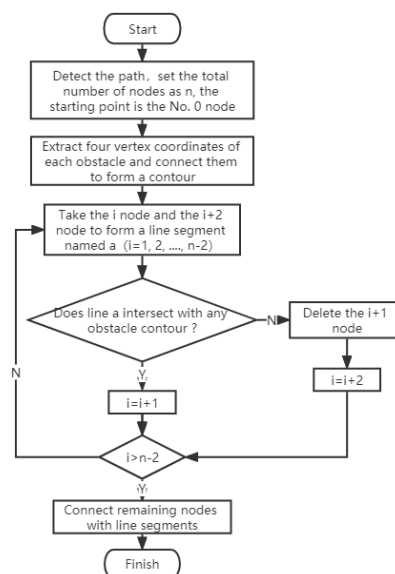 Start
Detect the path, set the total
number of nodes as n, the
starting point is the No. 0 node
Extract four vertex coordinates of
each obstacle and connect them
to form a contour
Take the i node and the i+2
node to form a line segment
named a (i=1, 2, ...., n-2)
Does line a intersect with any
obstacle contour ?
N
Delete the i+1
node
i=i+2
Y
i=i+1
N
i>n-2
Y
Connect remaining nodes
with line segments
Finish